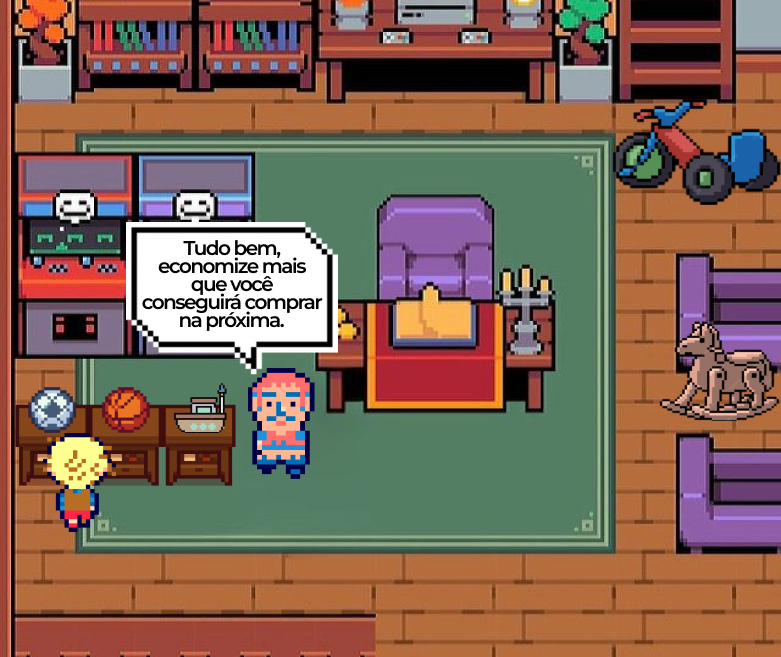 Tudo bem,
economize mais
que você
conseguirá comprar
na próxima.